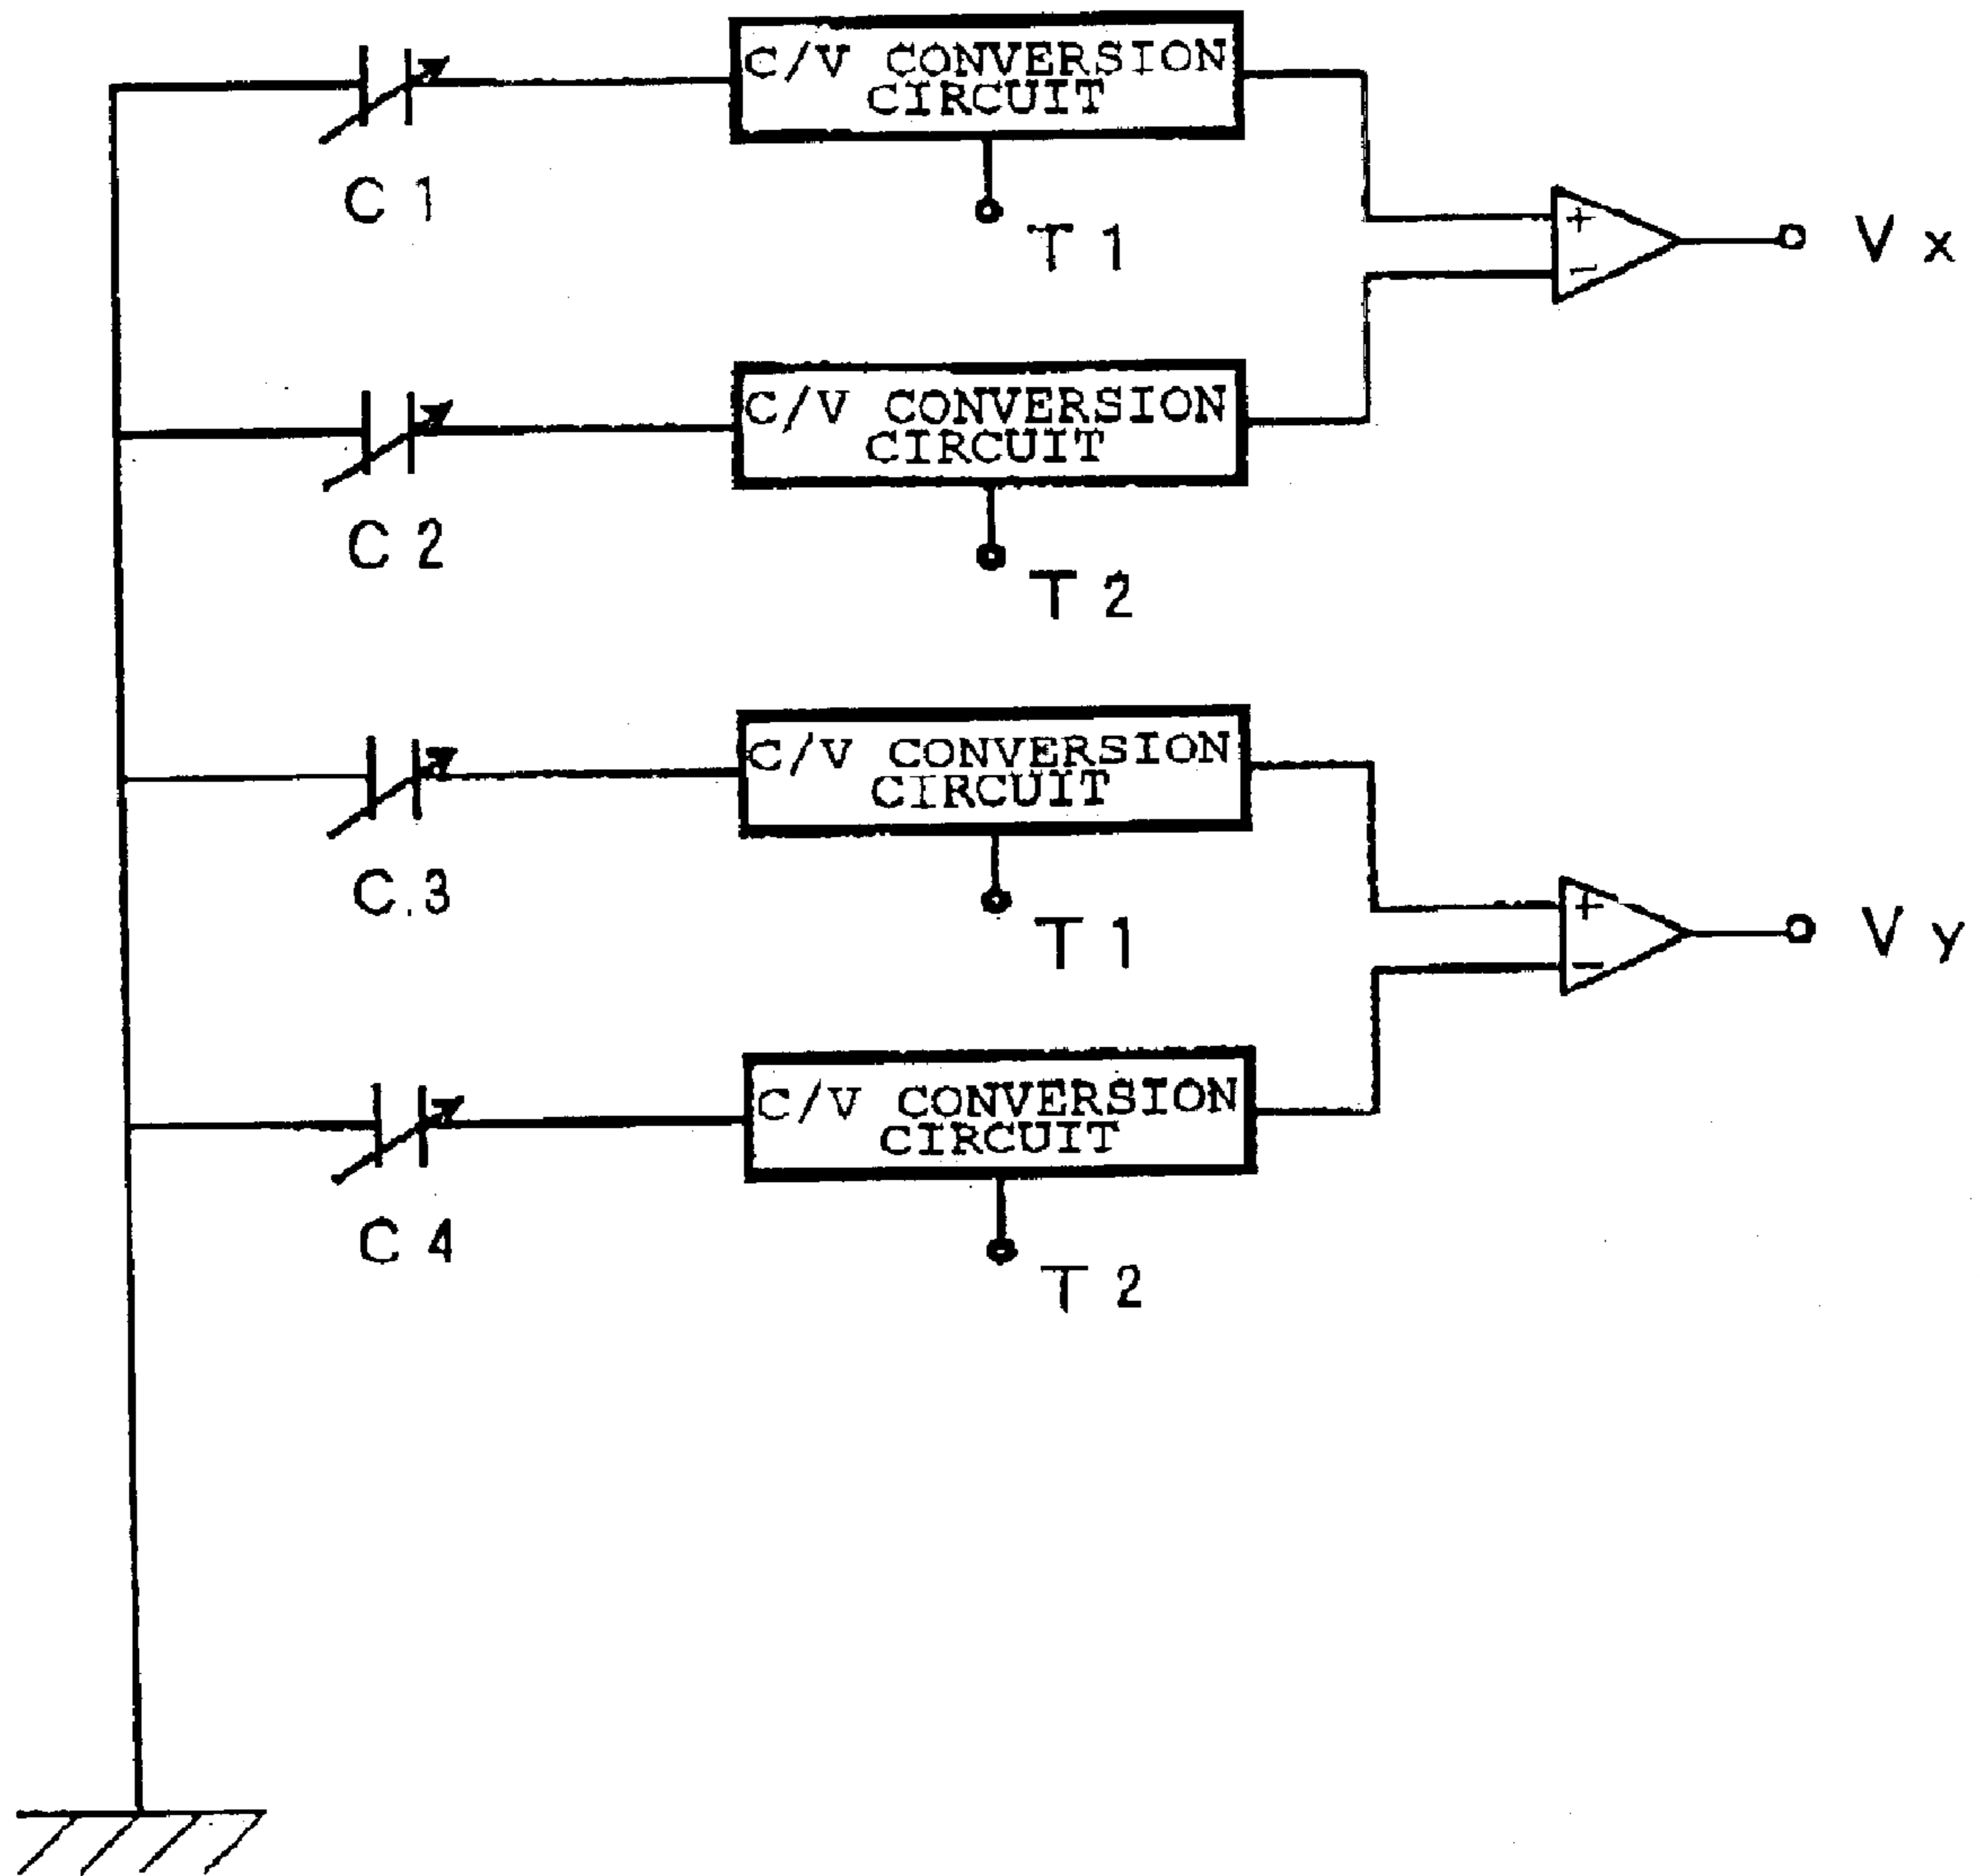 C/V CONVERSION
CIRCUIT
C 1
T 1
+
−
V x
C/V CONVERSION
CIRCUIT
C 2
T 2
C/V CONVERSION
CIRCUIT
C.3
T 1
+
−
V y
C/V CONVERSION
CIRCUIT
C 4
T 2